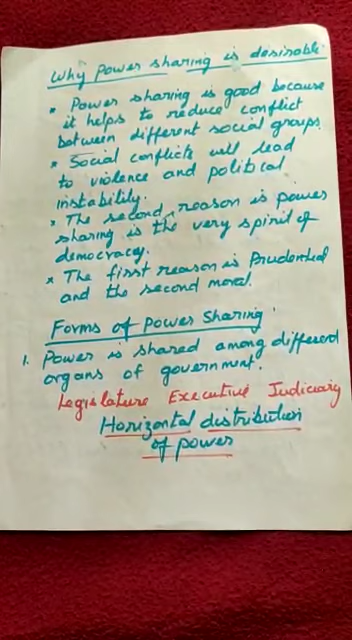 Why Power sharing is desirable
* Power sharing is good because
it helps to reduce conflict
between different social groups.
* Social conflicts will lead
to violence and political
instability.
* The second reason is power
sharing is the very spirit of
democracy.
* The first reason is Prudential
and the second moral.
Forms of Power Sharing
1. Power is shared among different
organs of government.
Legislature Executive Judiciary
Horizontal distribution
of power